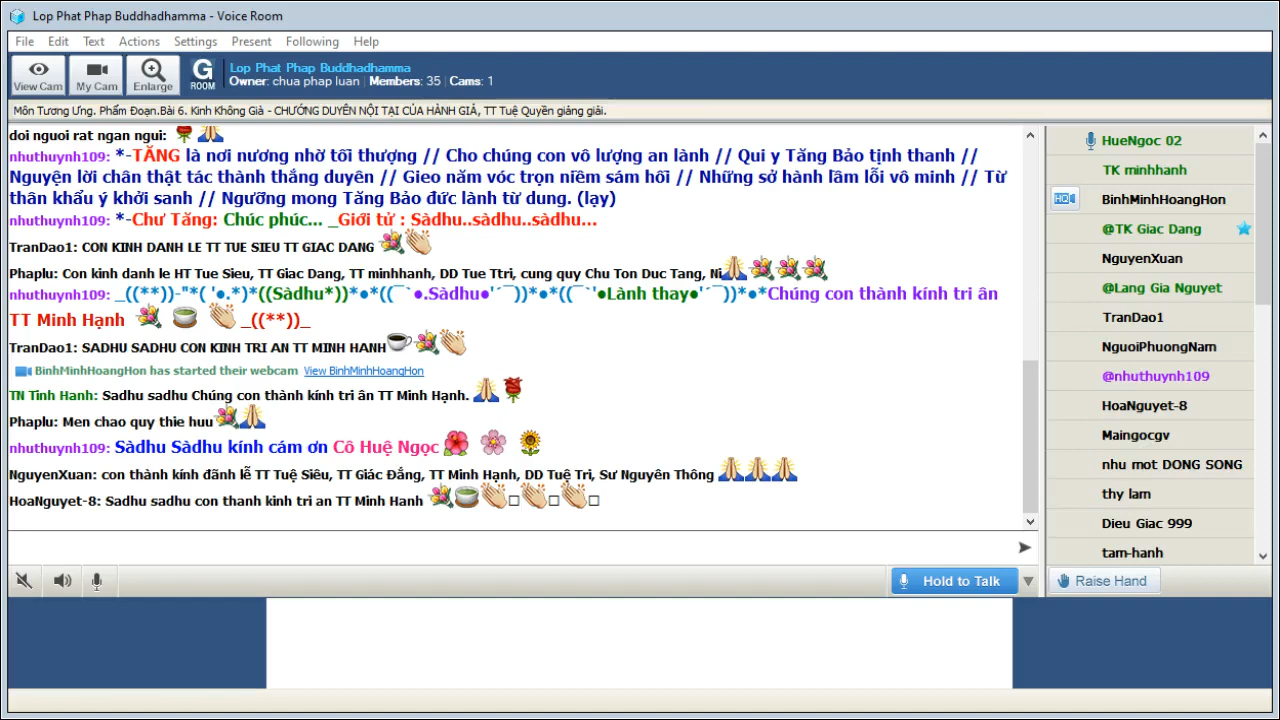 Lop Phat Phap Buddhadhamma - Voice Room
File Edit Text Actions Settings Present Following Help
View Cam
My Cam
Enlarge
G ROOM
Lop Phat Phap Buddhadhamma
Owner: chua phap luan | Members: 35 | Cams: 1
Môn Tương Ưng. Phẩm Đoạn.Bài 6. Kinh Không Già - CHƯỚNG DUYÊN NỘI TẠI CỦA HÀNH GIẢ, TT Tuệ Quyền giảng giải.
doi nguoi rat ngan ngui: 🌹🙏
nhuthuynh109: *-TĂNG là nơi nương nhờ tối thượng // Cho chúng con vô lượng an lành // Qui y Tăng Bảo tịnh thanh //
Nguyện lời chân thật tác thành thắng duyên // Gieo năm vóc trọn niềm sám hối // Những sở hành lầm lỗi vô minh // Từ
thân khẩu ý khởi sanh // Ngưỡng mong Tăng Bảo đức lành từ dung. (lạy)
nhuthuynh109: *-Chư Tăng: Chúc phúc... _Giới tử : Sàdhu..sàdhu..sàdhu...
TranDao1: CON KINH DANH LE TT TUE SIEU TT GIAC DANG 💐👏
Phaplu: Con kinh danh le HT Tue Sieu, TT Giac Dang, TT minhhanh, DD Tue Ttri, cung quy Chu Ton Duc Tang, Ni🙏💐💐💐
nhuthuynh109: _((**))-"*( '●.*)*((Sàdhu*))*●*((¯`●.Sàdhu●'´¯))*●*((¯`'●Lành thay●'´¯))*●*Chúng con thành kính tri ân
TT Minh Hạnh 💐 🍵 👏 _((**))_
TranDao1: SADHU SADHU CON KINH TRI AN TT MINH HANH☕💐👏
BinhMinhHoangHon has started their webcam View BinhMinhHoangHon
TN Tinh Hanh: Sadhu sadhu Chúng con thành kính tri ân TT Minh Hạnh. 🙏🌹
Phaplu: Men chao quy thie huu💐🙏
nhuthuynh109: Sàdhu Sàdhu kính cám ơn Cô Huệ Ngọc 🌺 🌸 🌻
NguyenXuan: con thành kính đãnh lễ TT Tuệ Siêu, TT Giác Đẳng, TT Minh Hạnh, DD Tuệ Tri, Sư Nguyên Thông 🙏🙏🙏
HoaNguyet-8: Sadhu sadhu con thanh kinh tri an TT Minh Hanh 💐🍵👏□👏□👏□
Hold to Talk
HueNgoc 02
TK minhhanh
HQ BinhMinhHoangHon
@TK Giac Dang
NguyenXuan
@Lang Gia Nguyet
TranDao1
NguoiPhuongNam
@nhuthuynh109
HoaNguyet-8
Maingocgv
nhu mot DONG SONG
thy lam
Dieu Giac 999
tam-hanh
Raise Hand